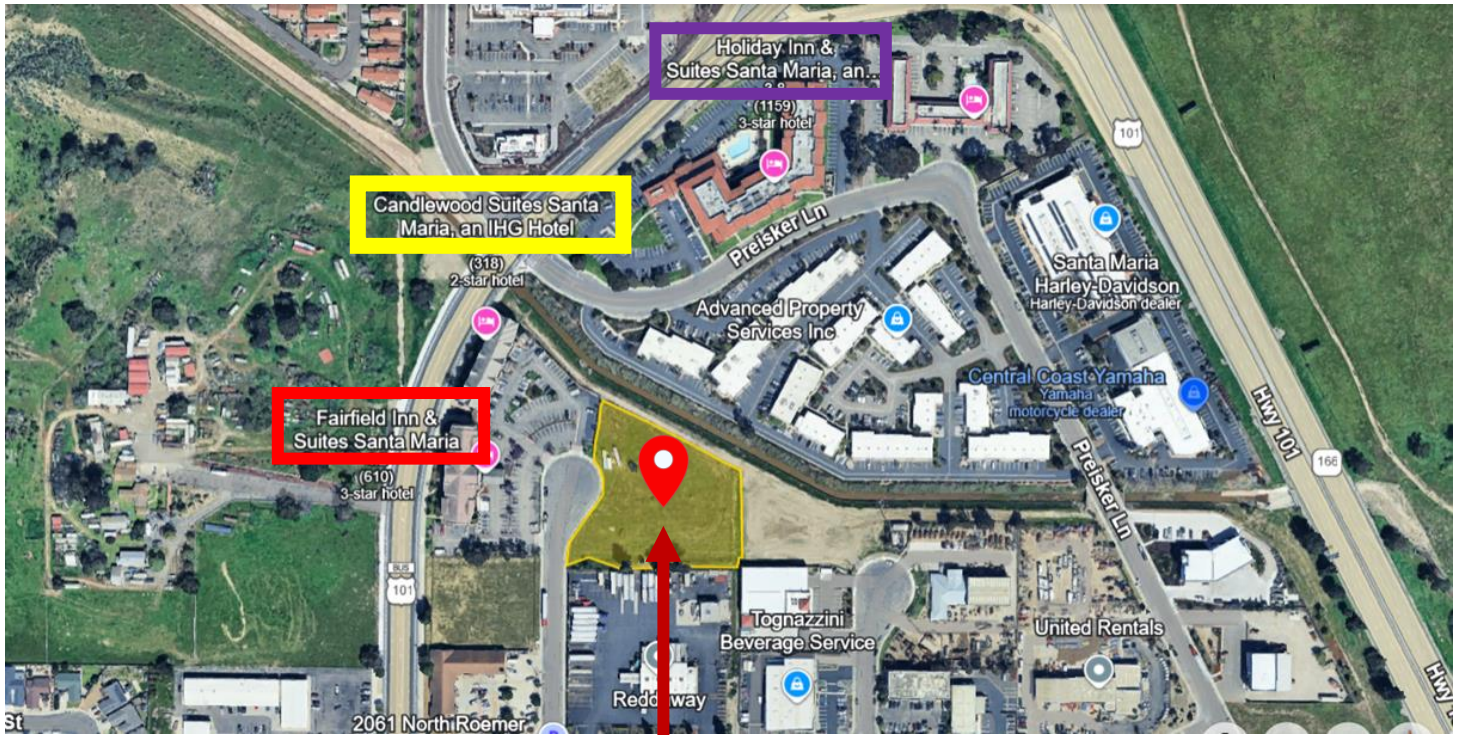 Holiday Inn &
Suites Santa Maria, an...
3.8
(1159)
3-star hotel
101
Candlewood Suites Santa
Maria, an IHG Hotel
(318)
2-star hotel
Preisker Ln
Santa Maria
Harley-Davidson
Harley-Davidson dealer
Advanced Property
Services Inc
Central Coast Yamaha
Yamaha
motorcycle dealer
Hwy 101
Fairfield Inn &
Suites Santa Maria
(610)
3-star hotel
166
Preisker Ln
BUS
101
Tognazzini
Beverage Service
United Rentals
Reddaway
Hwy 1
St
2061 North Roemer